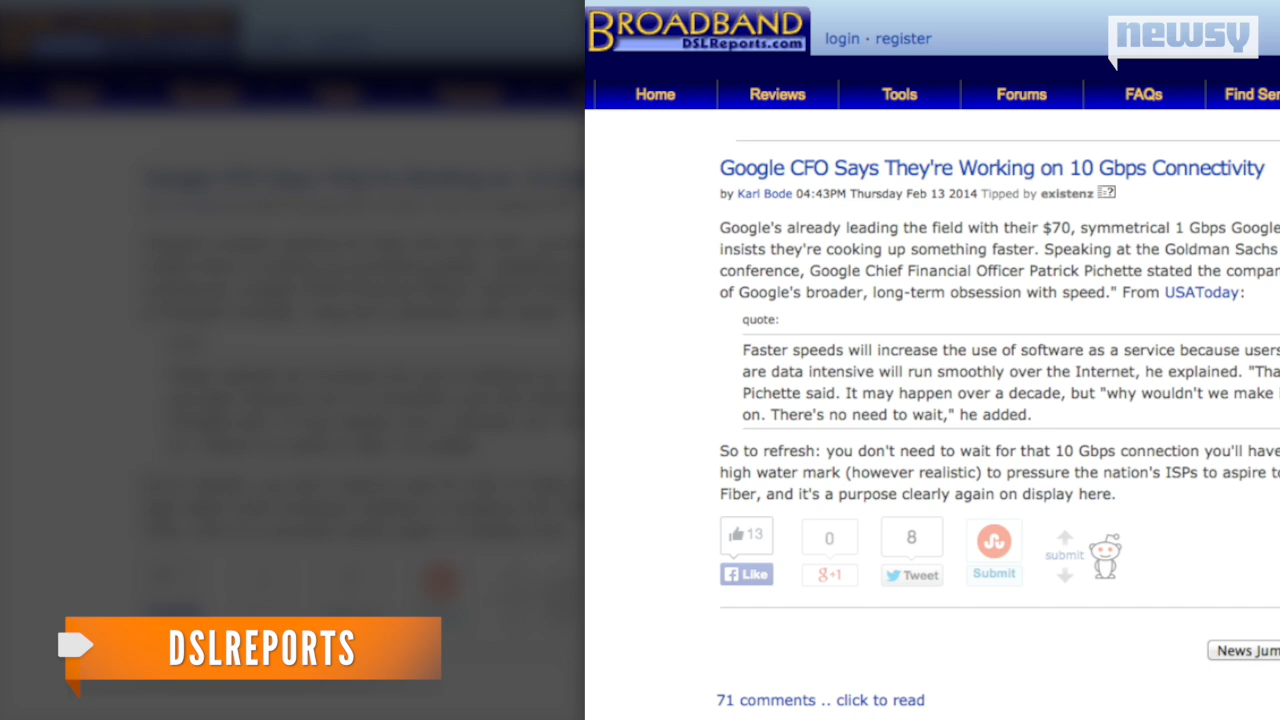 BROADBAND
DSLReports.com
login · register
newsy
Home Reviews Tools Forums FAQs Find
Google CFO Says They're Working on 10 Gbps Connectivity
by Karl Bode 04:43PM Thursday Feb 13 2014 Tipped by existenz
Google's already leading the field with their $70, symmetrical 1 Gbps Google
insists they're cooking up something faster. Speaking at the Goldman Sachs
conference, Google Chief Financial Officer Patrick Pichette stated the
of Google's broader, long-term obsession with speed." From USAToday:
quote:
Faster speeds will increase the use of software as a service because users
are data intensive will run smoothly over the Internet, he explained.
Pichette said. It may happen over a decade, but "why wouldn't we make
on. There's no need to wait," he added.
So to refresh: you don't need to wait for that 10 Gbps connection you'll have
high water mark (however realistic) to pressure the nation's ISPs to aspire
Fiber, and it's a purpose clearly again on display here.
13 0 8
submit
Like g+1 Tweet Submit
News
DSLREPORTS
71 comments .. click to read